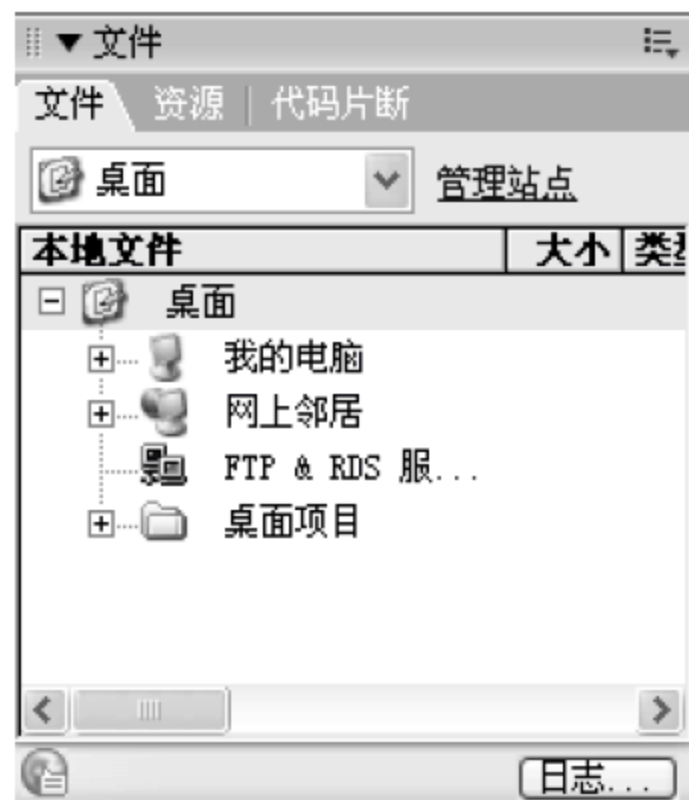 文件
文件 资源 代码片断
桌面 管理站点
本地文件 大小 类
桌面
我的电脑
网上邻居
FTP & RDS 服...
桌面项目
日志...